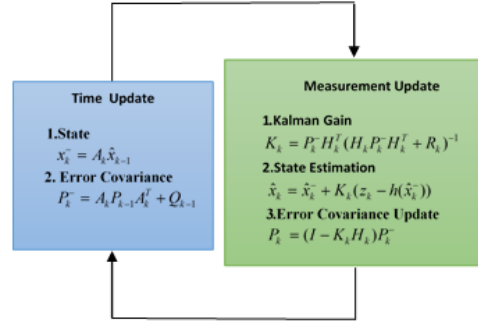 Time Update
1.State
x_k^- = A_k x̂_{k-1}
2. Error Covariance
P_k^- = A_k P_{k-1} A_k^T + Q_{k-1}
Measurement Update
1.Kalman Gain
K_k = P_k^- H_k^T (H_k P_k^- H_k^T + R_k)^{-1}
2.State Estimation
x̂_k = x̂_k^- + K_k (z_k - h(x̂_k^-))
3.Error Covariance Update
P_k = (I - K_k H_k) P_k^-